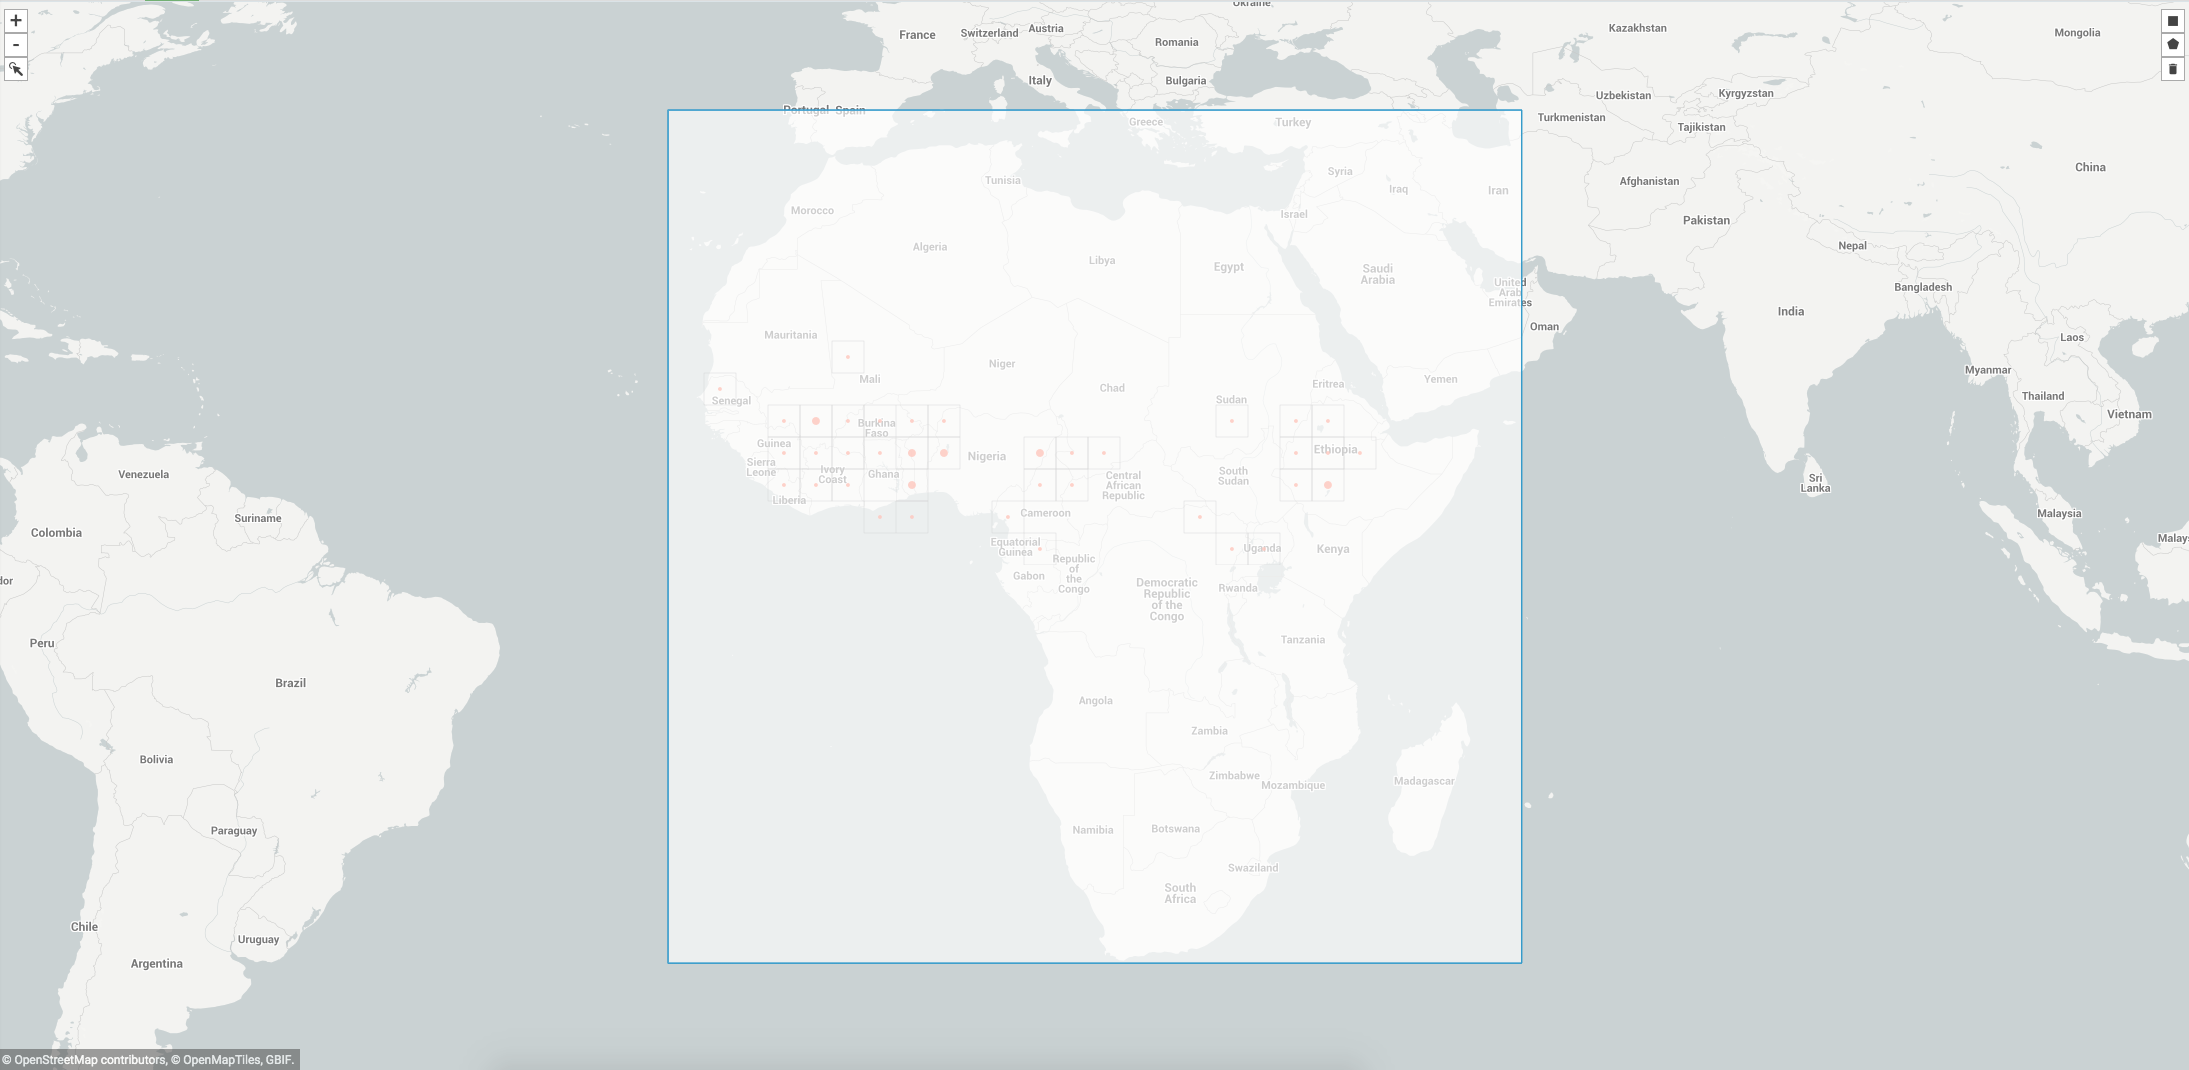 Ukraine
+
France
Switzerland
Austria
Kazakhstan
Mongolia
Romania
-
Italy
Bulgaria
Uzbekistan
Kyrgyzstan
Portugal
Spain
Greece
Turkey
Turkmenistan
Tajikistan
China
Syria
Tunisia
Iraq
Iran
Afghanistan
Morocco
Israel
Pakistan
Algeria
Libya
Egypt
Saudi
Arabia
Nepal
United
Arab
Emirates
Bangladesh
India
Oman
Mauritania
Laos
Niger
Mali
Chad
Eritrea
Yemen
Myanmar
Senegal
Sudan
Thailand
Vietnam
Burkina
Faso
Guinea
Nigeria
Ethiopia
Sierra
Leone
Ivory
Coast
Ghana
South
Sudan
Central
African
Republic
Sri
Lanka
Venezuela
Liberia
Cameroon
Malaysia
Suriname
Colombia
Equatorial
Guinea
Uganda
Kenya
Malays
Republic
of
the
Congo
Gabon
dor
Democratic
Republic
of the
Congo
Rwanda
Peru
Tanzania
Brazil
Angola
Zambia
Bolivia
Zimbabwe
Mozambique
Madagascar
Paraguay
Namibia
Botswana
Swaziland
South
Africa
Chile
Uruguay
Argentina
© OpenStreetMap contributors, © OpenMapTiles, GBIF.